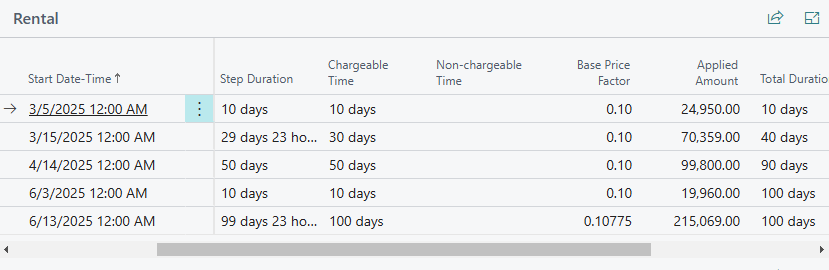 Rental
Start Date-Time↑ Step Duration Chargeable Time Non-chargeable Time Base Price Factor Applied Amount Total Duratio
3/5/2025 12:00 AM 10 days 10 days 0.10 24,950.00 10 days
3/15/2025 12:00 AM 29 days 23 ho... 30 days 0.10 70,359.00 40 days
4/14/2025 12:00 AM 50 days 50 days 0.10 99,800.00 90 days
6/3/2025 12:00 AM 10 days 10 days 0.10 19,960.00 100 days
6/13/2025 12:00 AM 99 days 23 ho... 100 days 0.10775 215,069.00 100 days